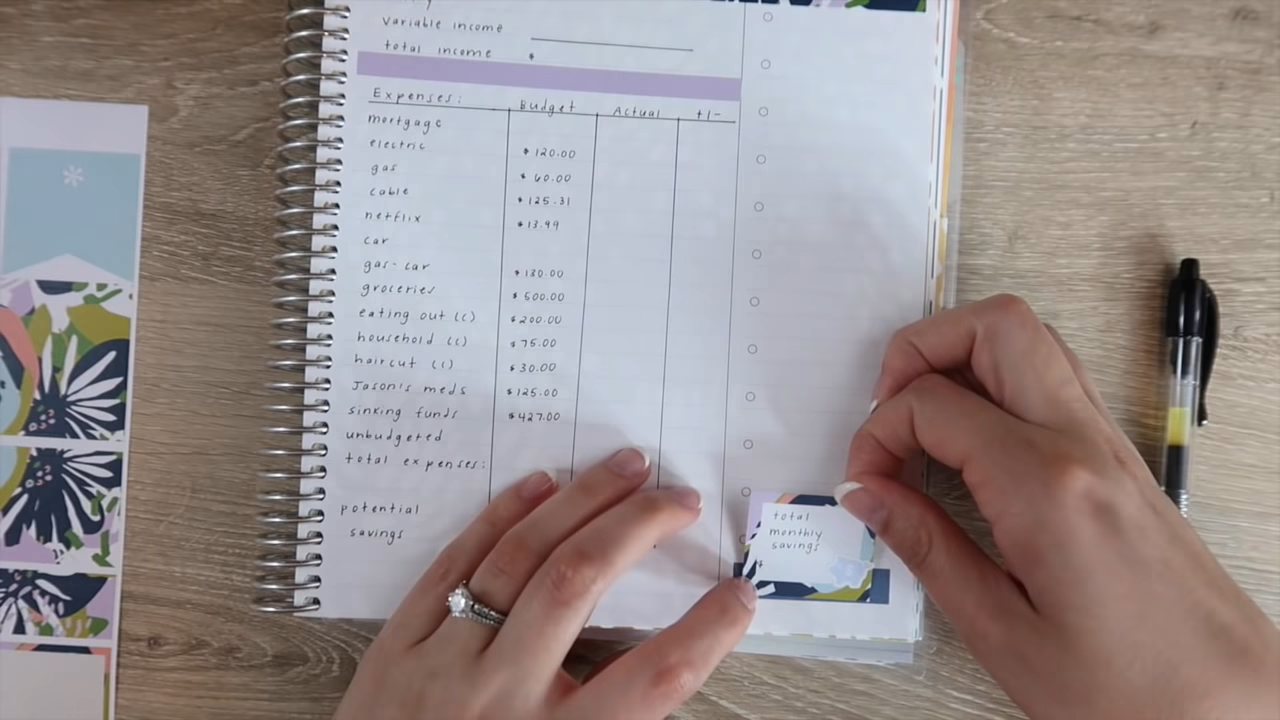 variable income
total income $
Expenses: Budget Actual +/-
mortgage
electric $120.00
gas $60.00
cable $125.31
netflix $13.99
car
gas-car $130.00
groceries $500.00
eating out (c) $200.00
household (c) $75.00
haircut (c) $30.00
Jason's meds $125.00
sinking funds $427.00
unbudgeted
total expenses:
potential
savings
total
monthly
savings
$